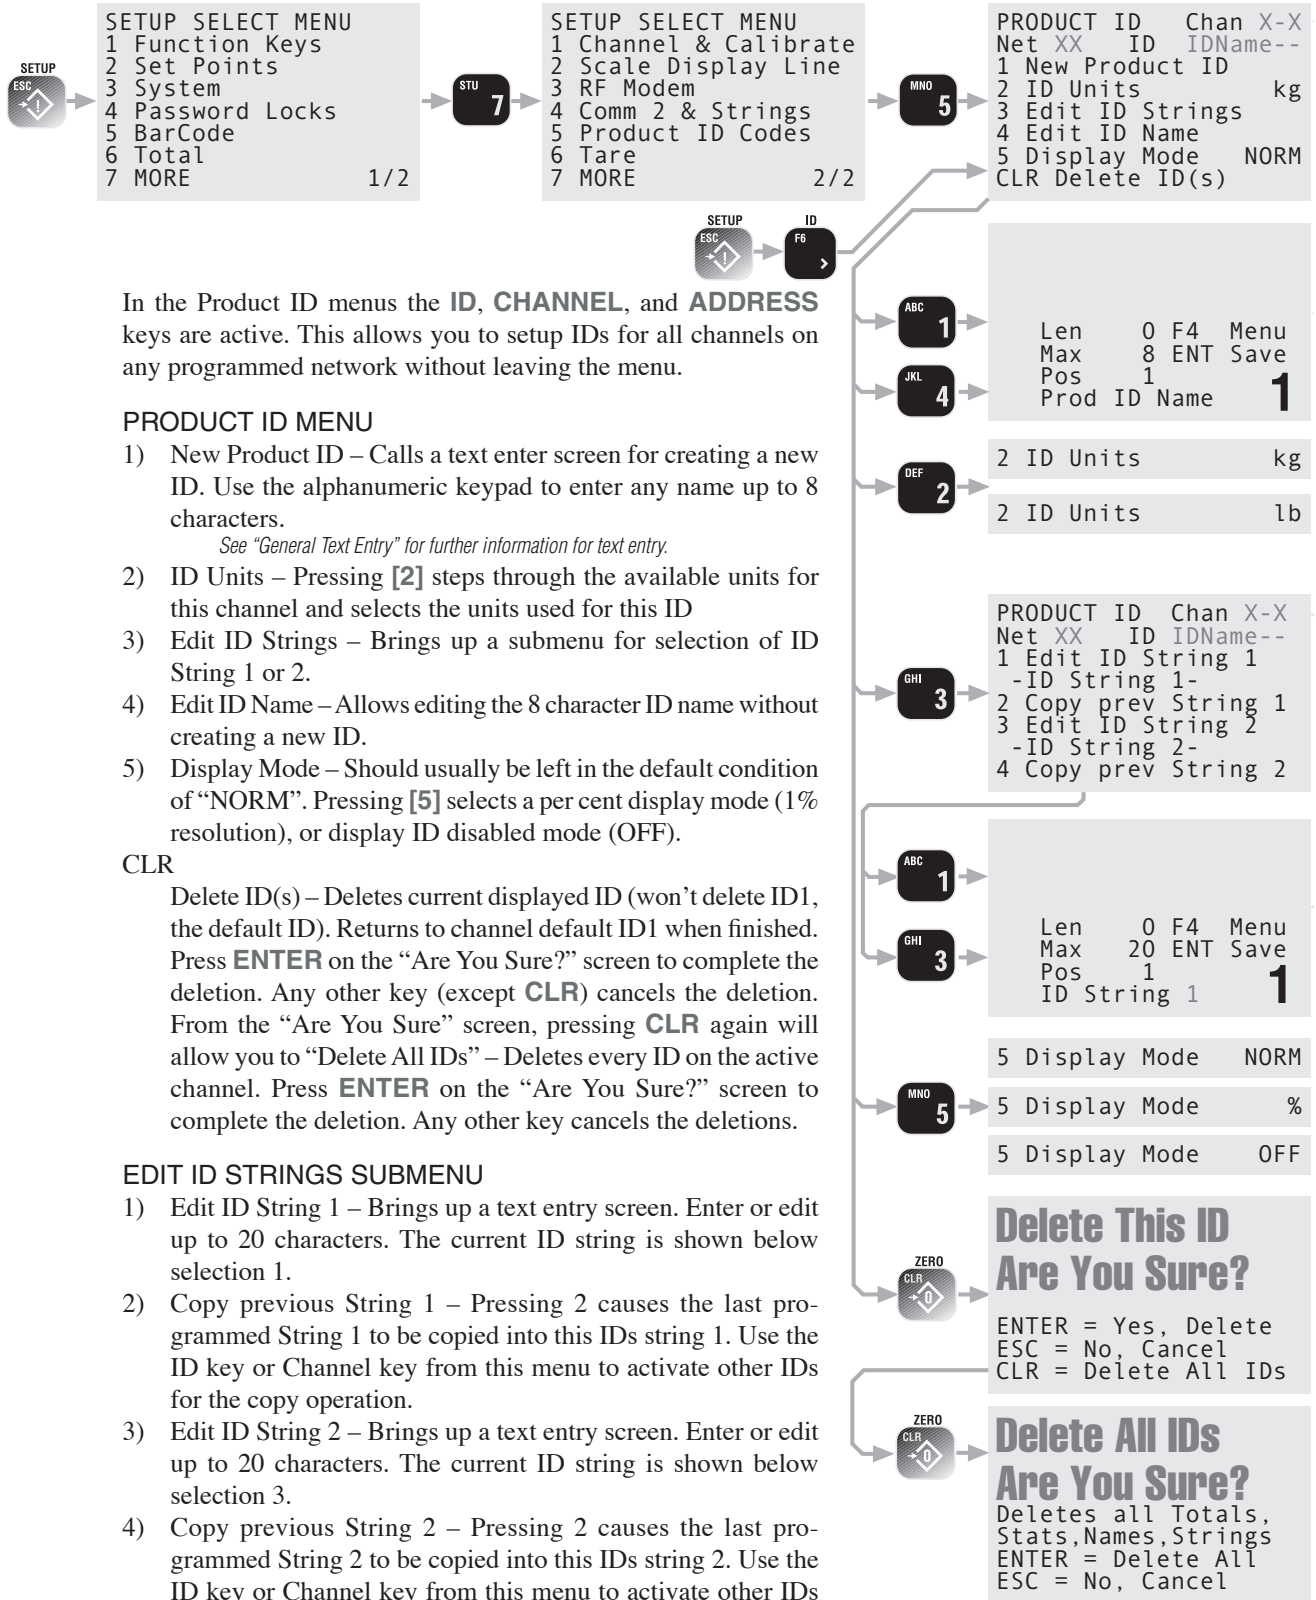 SETUP
ESC
SETUP SELECT MENU
1 Function Keys
2 Set Points
3 System
4 Password Locks
5 BarCode
6 Total
7 MORE 1/2
STU 7
SETUP SELECT MENU
1 Channel & Calibrate
2 Scale Display Line
3 RF Modem
4 Comm 2 & Strings
5 Product ID Codes
6 Tare
7 MORE 2/2
MNO 5
PRODUCT ID Chan X-X
Net XX ID IDName--
1 New Product ID
2 ID Units kg
3 Edit ID Strings
4 Edit ID Name
5 Display Mode NORM
CLR Delete ID(s)
SETUP
ESC
ID
F6 >
In the Product ID menus the ID, CHANNEL, and ADDRESS
keys are active. This allows you to setup IDs for all channels on
any programmed network without leaving the menu.
PRODUCT ID MENU
1) New Product ID – Calls a text enter screen for creating a new
ID. Use the alphanumeric keypad to enter any name up to 8
characters.
See “General Text Entry” for further information for text entry.
2) ID Units – Pressing [2] steps through the available units for
this channel and selects the units used for this ID
3) Edit ID Strings – Brings up a submenu for selection of ID
String 1 or 2.
4) Edit ID Name – Allows editing the 8 character ID name without
creating a new ID.
5) Display Mode – Should usually be left in the default condition
of “NORM”. Pressing [5] selects a per cent display mode (1%
resolution), or display ID disabled mode (OFF).
CLR
Delete ID(s) – Deletes current displayed ID (won’t delete ID1,
the default ID). Returns to channel default ID1 when finished.
Press ENTER on the “Are You Sure?” screen to complete the
deletion. Any other key (except CLR) cancels the deletion.
From the “Are You Sure” screen, pressing CLR again will
allow you to “Delete All IDs” – Deletes every ID on the active
channel. Press ENTER on the “Are You Sure?” screen to
complete the deletion. Any other key cancels the deletions.
EDIT ID STRINGS SUBMENU
1) Edit ID String 1 – Brings up a text entry screen. Enter or edit
up to 20 characters. The current ID string is shown below
selection 1.
2) Copy previous String 1 – Pressing 2 causes the last pro-
grammed String 1 to be copied into this IDs string 1. Use the
ID key or Channel key from this menu to activate other IDs
for the copy operation.
3) Edit ID String 2 – Brings up a text entry screen. Enter or edit
up to 20 characters. The current ID string is shown below
selection 3.
4) Copy previous String 2 – Pressing 2 causes the last pro-
grammed String 2 to be copied into this IDs string 2. Use the
ID key or Channel key from this menu to activate other IDs
ABC 1
JKL 4
Len 0 F4 Menu
Max 8 ENT Save
Pos 1
Prod ID Name 1
DEF 2
2 ID Units kg
2 ID Units lb
GHI 3
PRODUCT ID Chan X-X
Net XX ID IDName--
1 Edit ID String 1
-ID String 1-
2 Copy prev String 1
3 Edit ID String 2
-ID String 2-
4 Copy prev String 2
ABC 1
GHI 3
Len 0 F4 Menu
Max 20 ENT Save
Pos 1
ID String 1 1
MNO 5
5 Display Mode NORM
5 Display Mode %
5 Display Mode OFF
ZERO
CLR
0
Delete This ID
Are You Sure?
ENTER = Yes, Delete
ESC = No, Cancel
CLR = Delete All IDs
ZERO
CLR
0
Delete All IDs
Are You Sure?
Deletes all Totals,
Stats,Names,Strings
ENTER = Delete All
ESC = No, Cancel